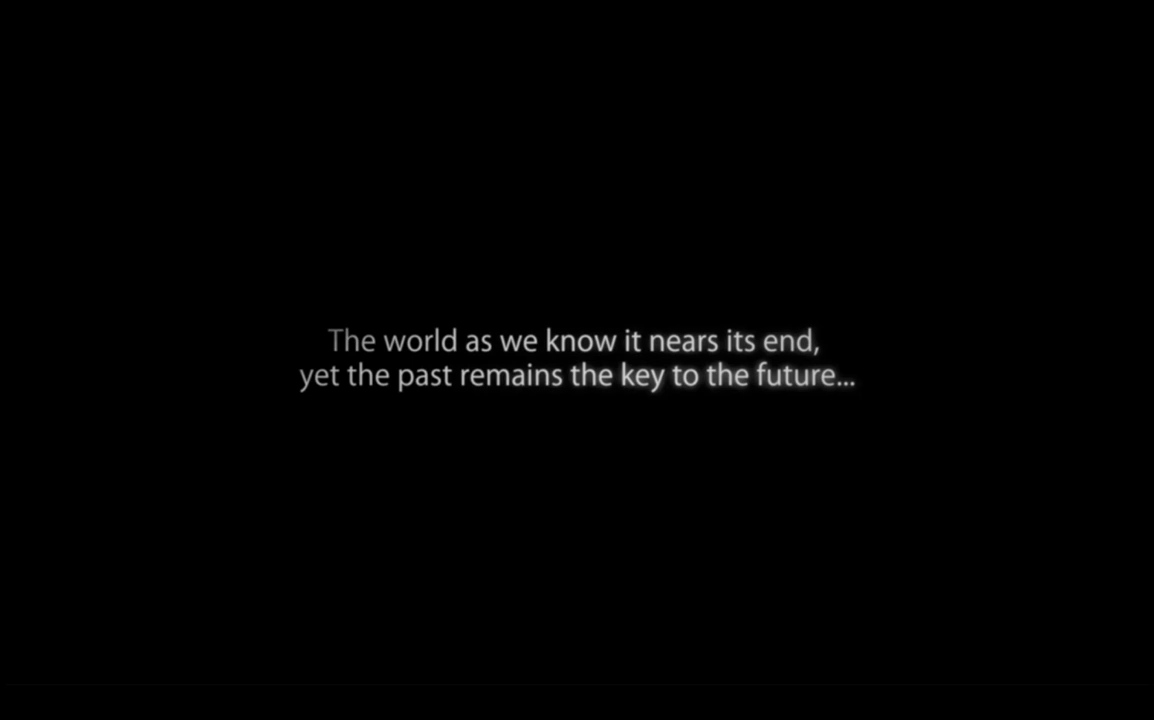 The world as we know it nears its end,
yet the past remains the key to the future...